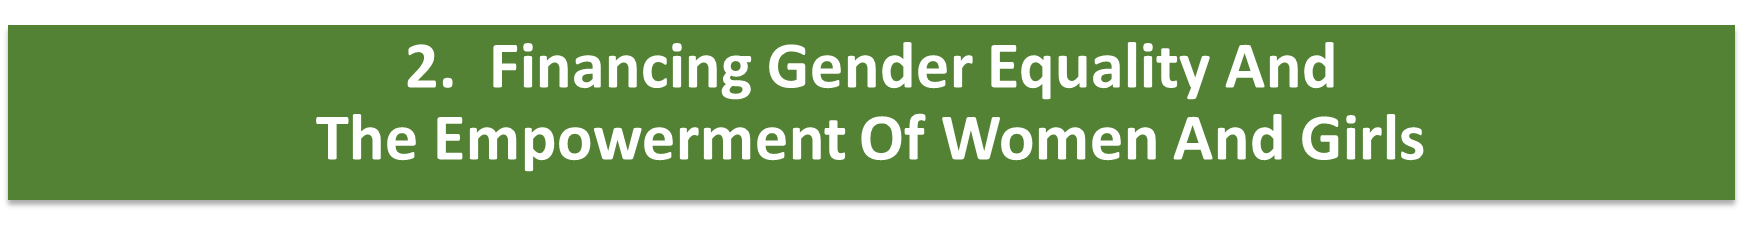 2.  Financing Gender Equality And
The Empowerment Of Women And Girls